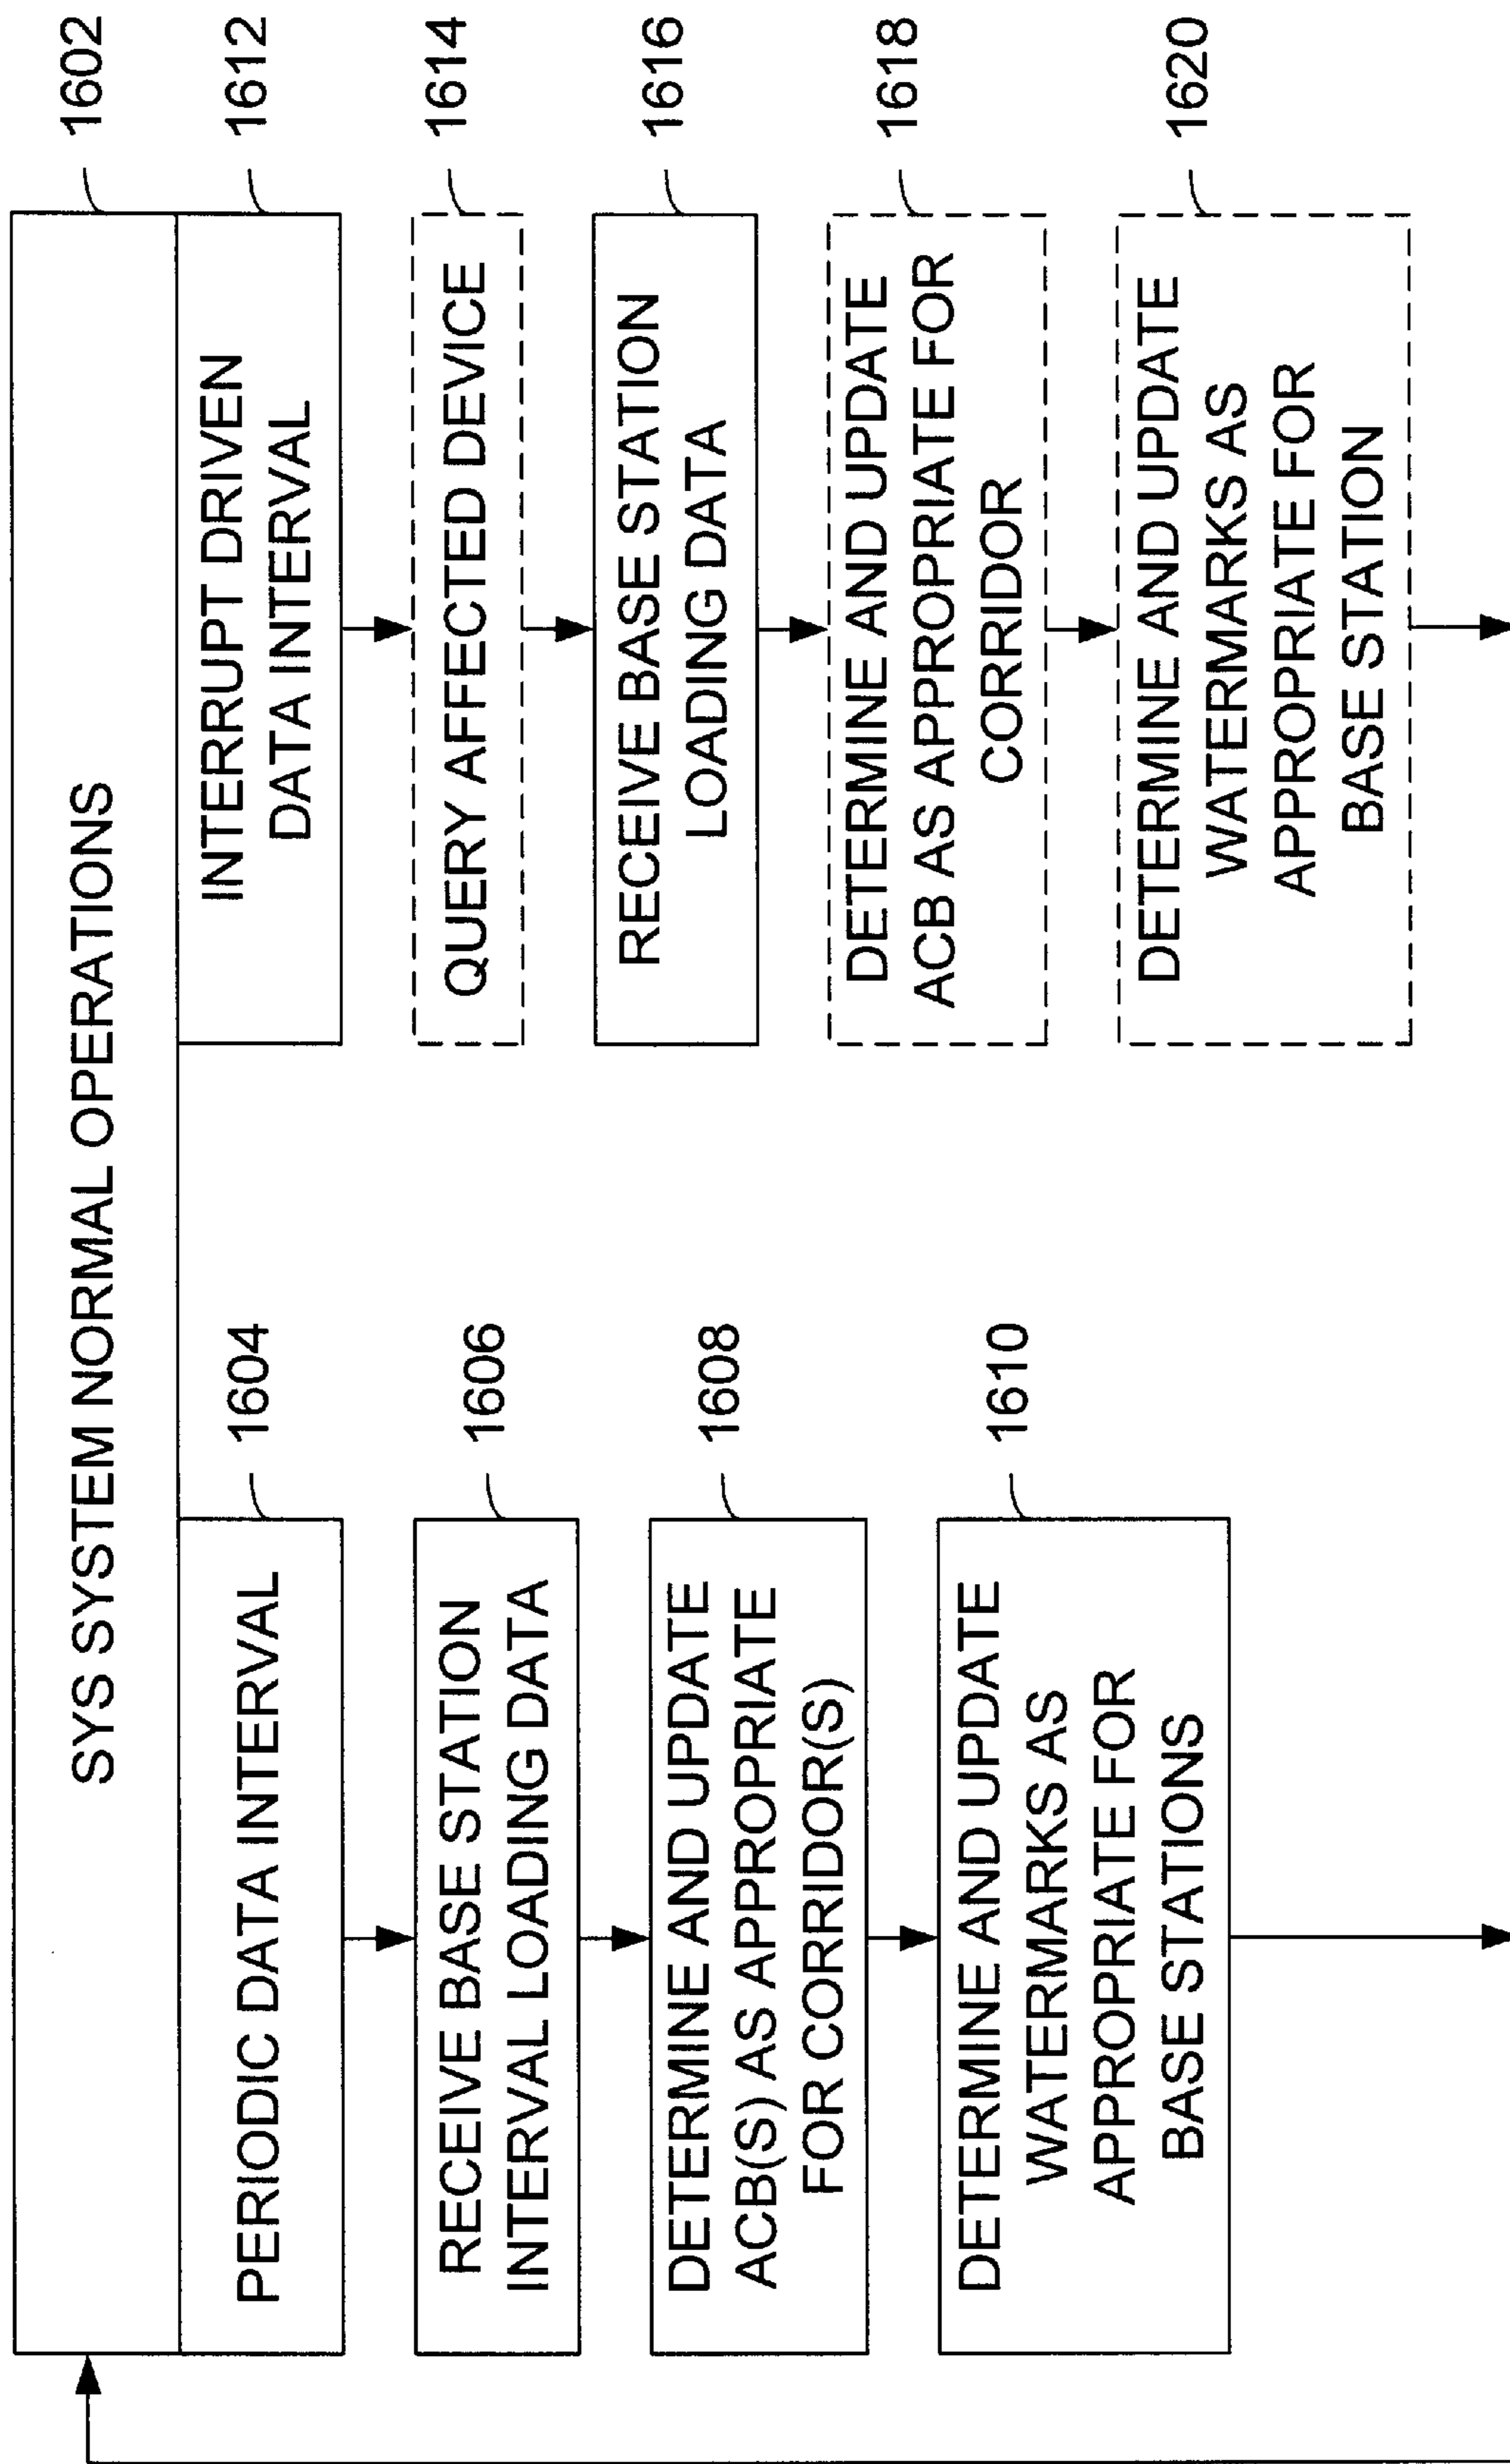 SYS SYSTEM NORMAL OPERATIONS
1602
PERIODIC DATA INTERVAL
1604
RECEIVE BASE STATION
INTERVAL LOADING DATA
1606
DETERMINE AND UPDATE
ACB(S) AS APPROPRIATE
FOR CORRIDOR(S)
1608
DETERMINE AND UPDATE
WATERMARKS AS
APPROPRIATE FOR
BASE STATIONS
1610
INTERRUPT DRIVEN
DATA INTERVAL
1612
QUERY AFFECTED DEVICE
1614
RECEIVE BASE STATION
LOADING DATA
1616
DETERMINE AND UPDATE
ACB AS APPROPRIATE FOR
CORRIDOR
1618
DETERMINE AND UPDATE
WATERMARKS AS
APPROPRIATE FOR
BASE STATION
1620